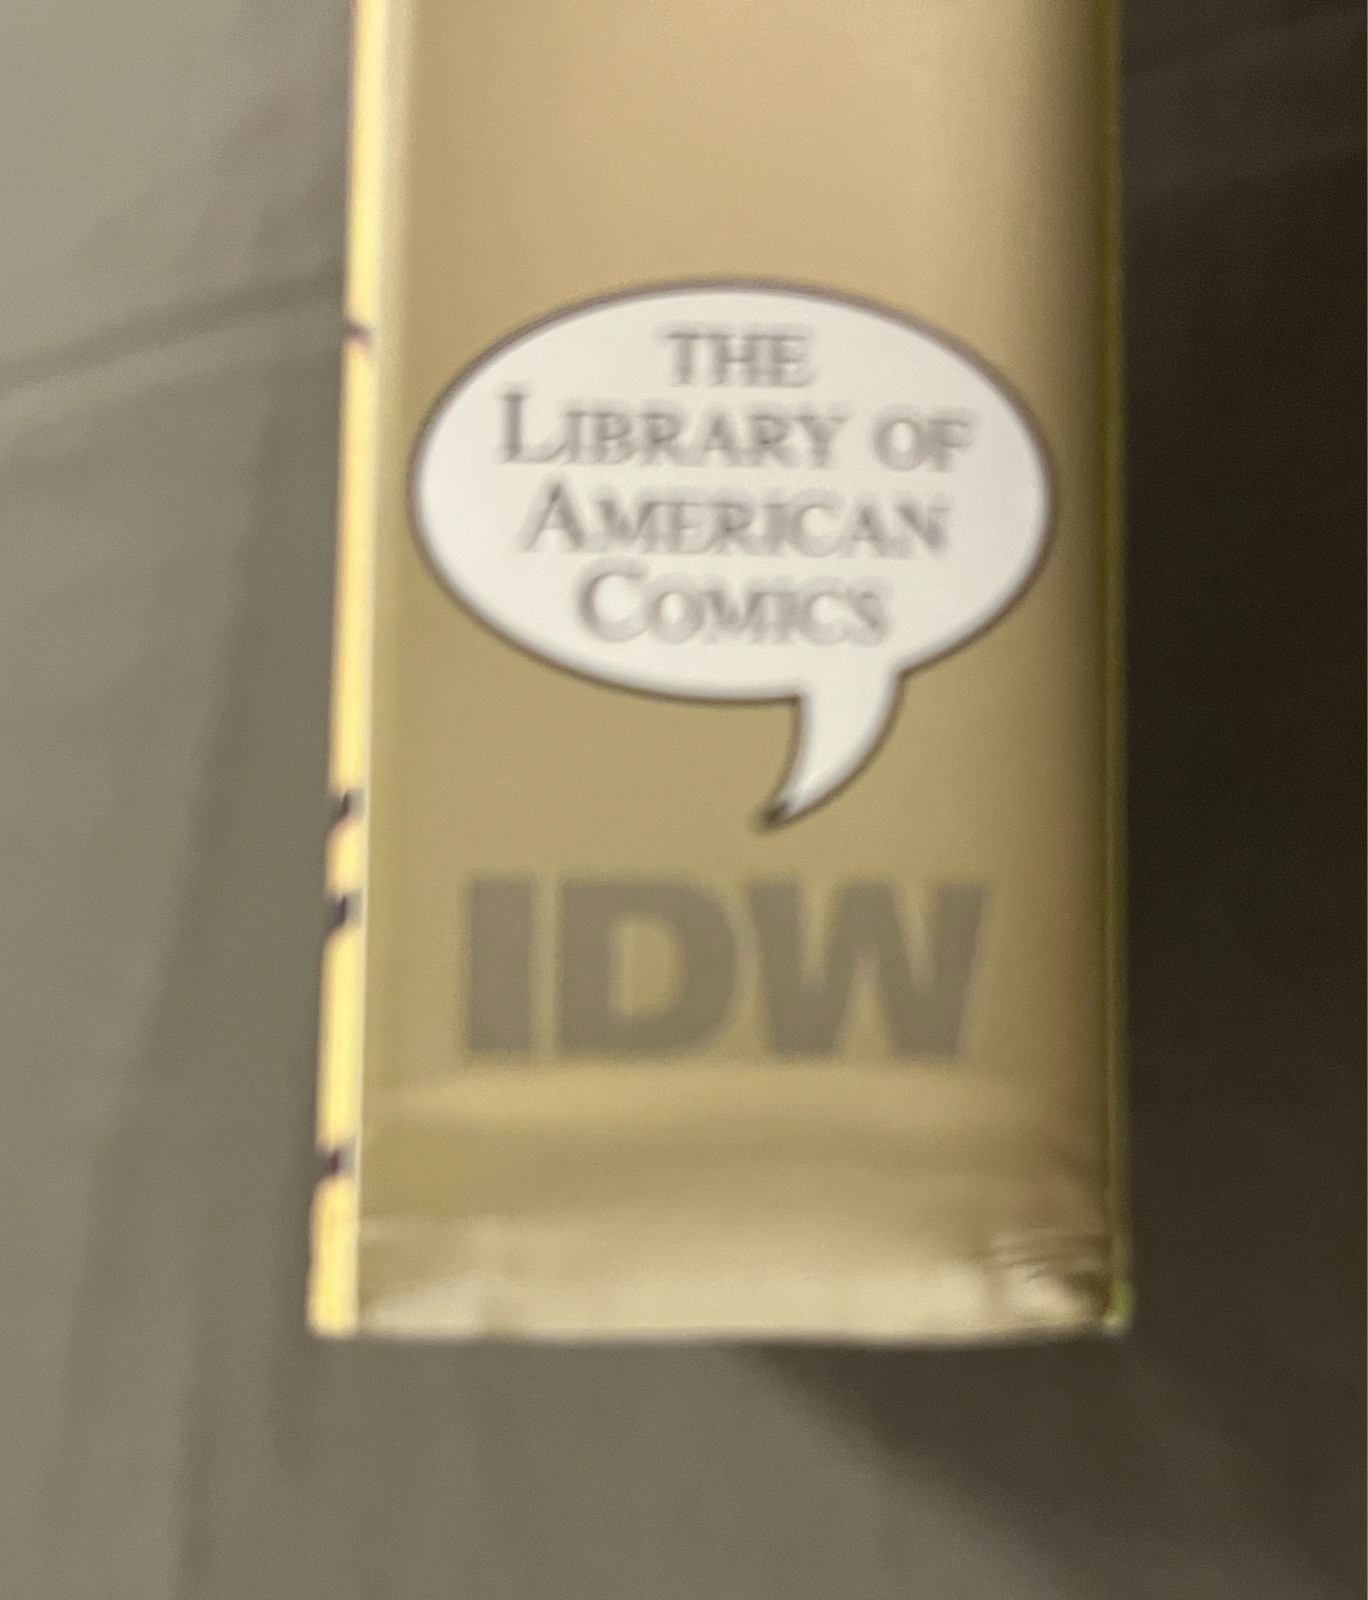 THE
LIBRARY OF
AMERICAN
COMICS
IDW